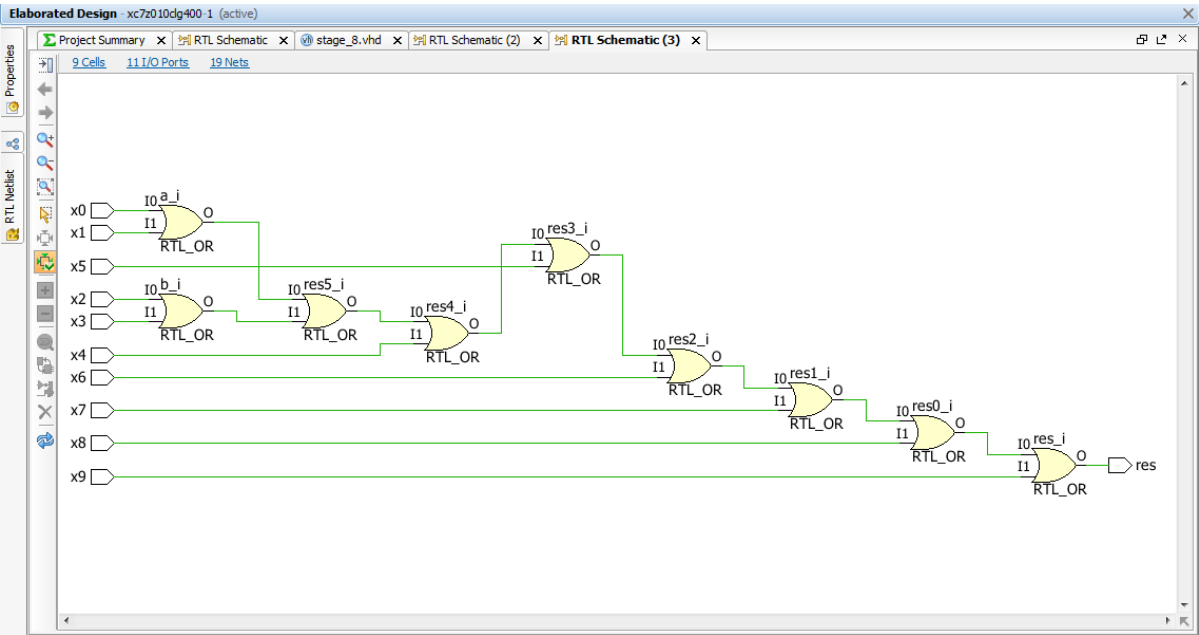 Elaborated Design - xc7z010clg400-1 (active)
Project Summary
RTL Schematic
stage_8.vhd
RTL Schematic (2)
RTL Schematic (3)
Properties
RTL Netlist
9 Cells 11 I/O Ports 19 Nets
x0
x1
x5
x2
x3
x4
x6
x7
x8
x9
a_i
I0
I1
O
RTL_OR
b_i
I0
I1
O
RTL_OR
res5_i
I0
I1
O
RTL_OR
res4_i
I0
I1
O
RTL_OR
res3_i
I0
I1
O
RTL_OR
res2_i
I0
I1
O
RTL_OR
res1_i
I0
I1
O
RTL_OR
res0_i
I0
I1
O
RTL_OR
res_i
I0
I1
O
RTL_OR
res